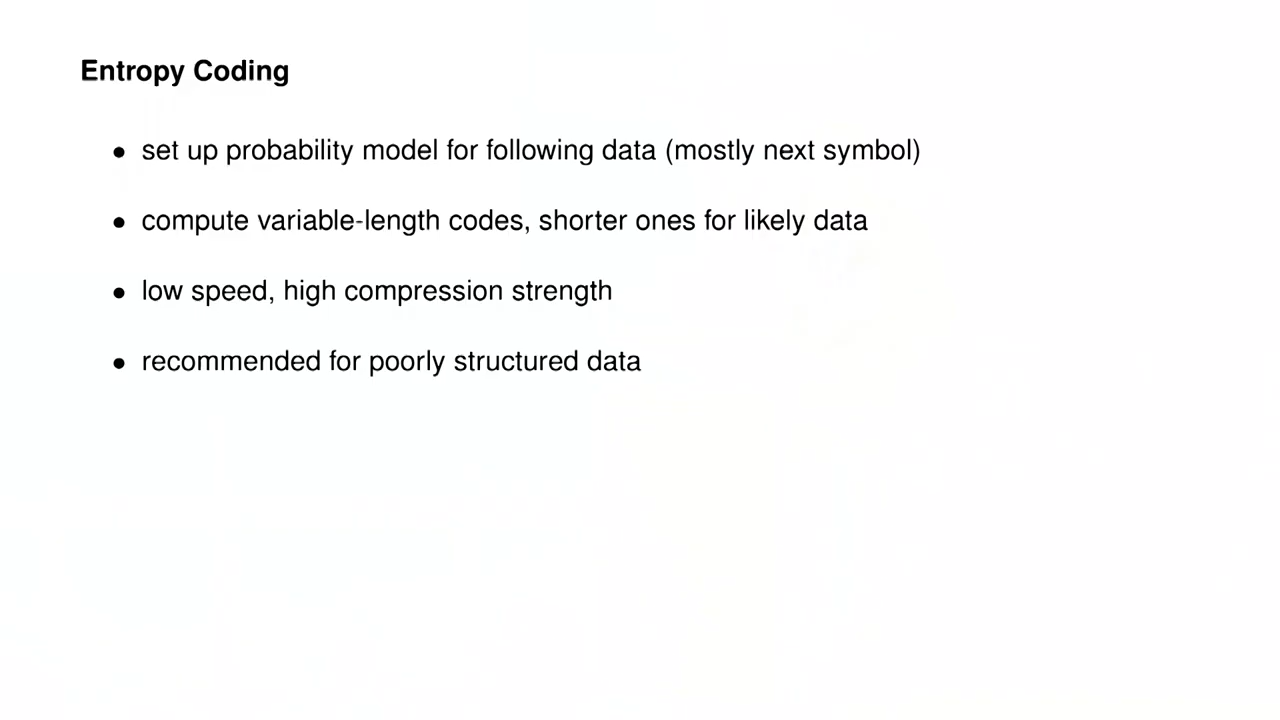 Entropy Coding
• set up probability model for following data (mostly next symbol)
• compute variable-length codes, shorter ones for likely data
• low speed, high compression strength
• recommended for poorly structured data